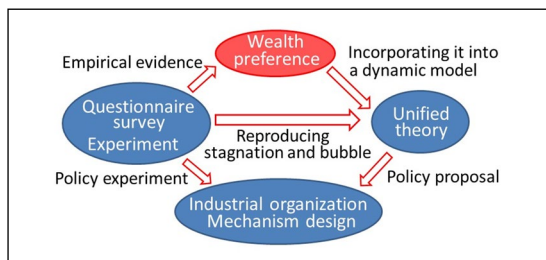 Wealth
preference
Empirical evidence
Incorporating it into
a dynamic model
Questionnaire
survey
Experiment
Unified
theory
Reproducing
stagnation and bubble
Policy experiment
Policy proposal
Industrial organization
Mechanism design